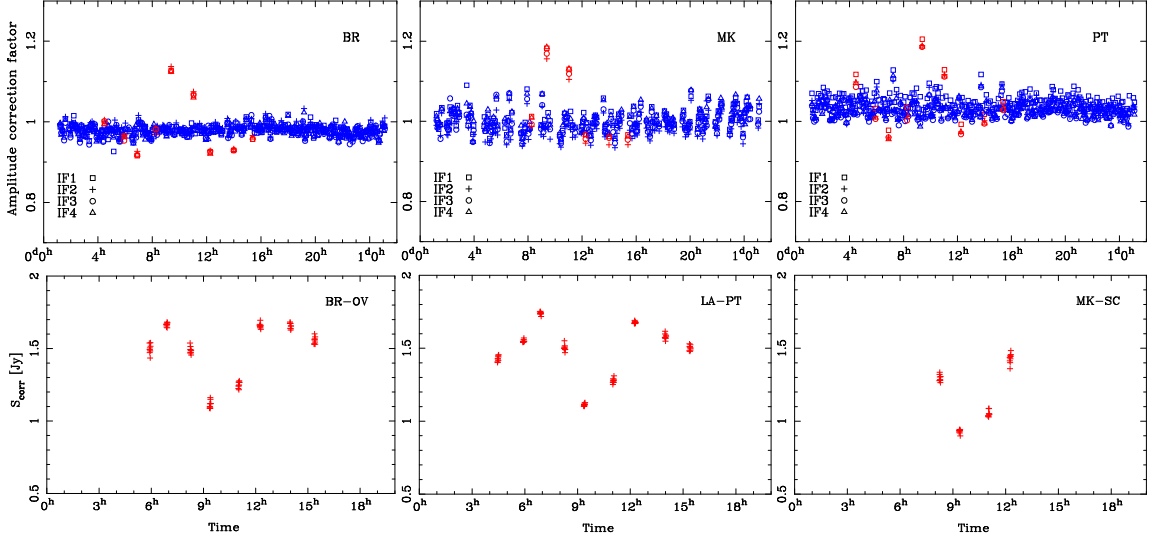 Amplitude correction factor
1.2
1
0.8
BR
IF1
IF2
IF3
IF4
1ᵈ0ʰ 4ʰ 8ʰ 12ʰ 16ʰ 20ʰ 1ᵈ0ʰ
1.2
1
0.8
MK
IF1
IF2
IF3
IF4
1ᵈ0ʰ 4ʰ 8ʰ 12ʰ 16ʰ 20ʰ 1ᵈ0ʰ
1.2
1
0.8
PT
IF1
IF2
IF3
IF4
1ᵈ0ʰ 4ʰ 8ʰ 12ʰ 16ʰ 20ʰ 1ᵈ0ʰ
S_corr [Jy]
2
1.5
1
0.5
BR−OV
0ʰ 3ʰ 6ʰ 9ʰ 12ʰ 15ʰ 18ʰ
Time
2
1.5
1
0.5
LA−PT
0ʰ 3ʰ 6ʰ 9ʰ 12ʰ 15ʰ 18ʰ
Time
2
1.5
1
0.5
MK−SC
0ʰ 3ʰ 6ʰ 9ʰ 12ʰ 15ʰ 18ʰ
Time